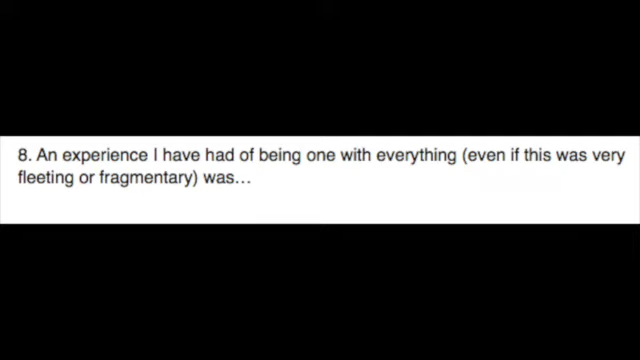 8. An experience I have had of being one with everything (even if this was very
fleeting or fragmentary) was…